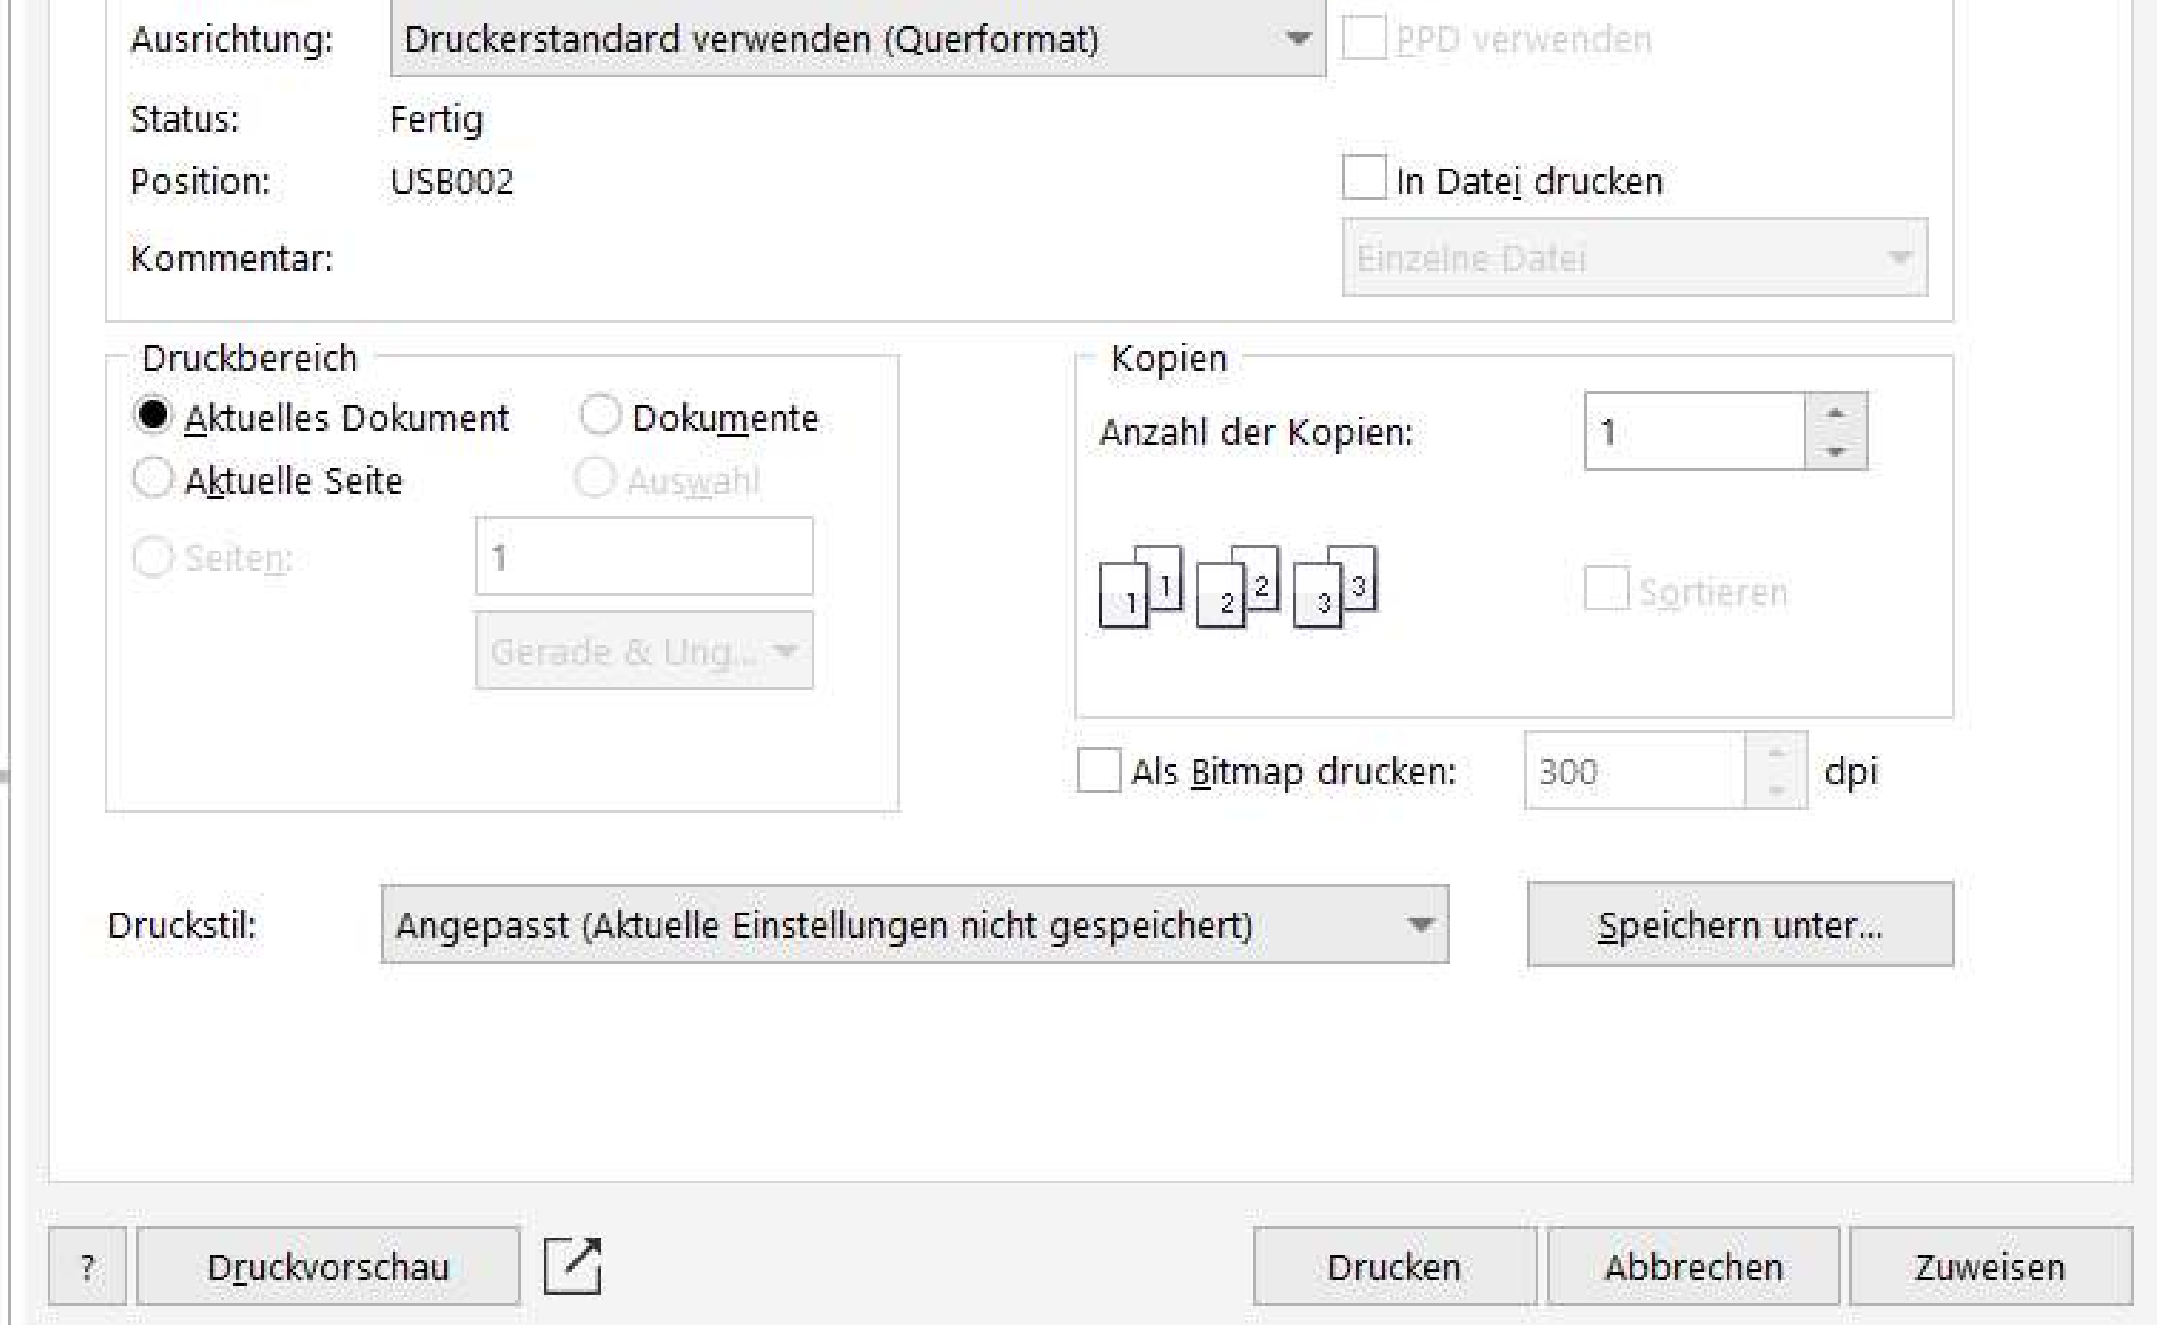 Ausrichtung: Druckerstandard verwenden (Querformat) PPD verwenden
Status: Fertig
Position: USB002 In Datei drucken
Kommentar: Einzelne Datei
Druckbereich
Aktuelles Dokument Dokumente
Aktuelle Seite Auswahl
Seiten: 1
Gerade & Ung...
Kopien
Anzahl der Kopien: 1
1 1 2 2 3 3 Sortieren
Als Bitmap drucken: 300 dpi
Druckstil: Angepasst (Aktuelle Einstellungen nicht gespeichert) Speichern unter...
? Druckvorschau Drucken Abbrechen Zuweisen